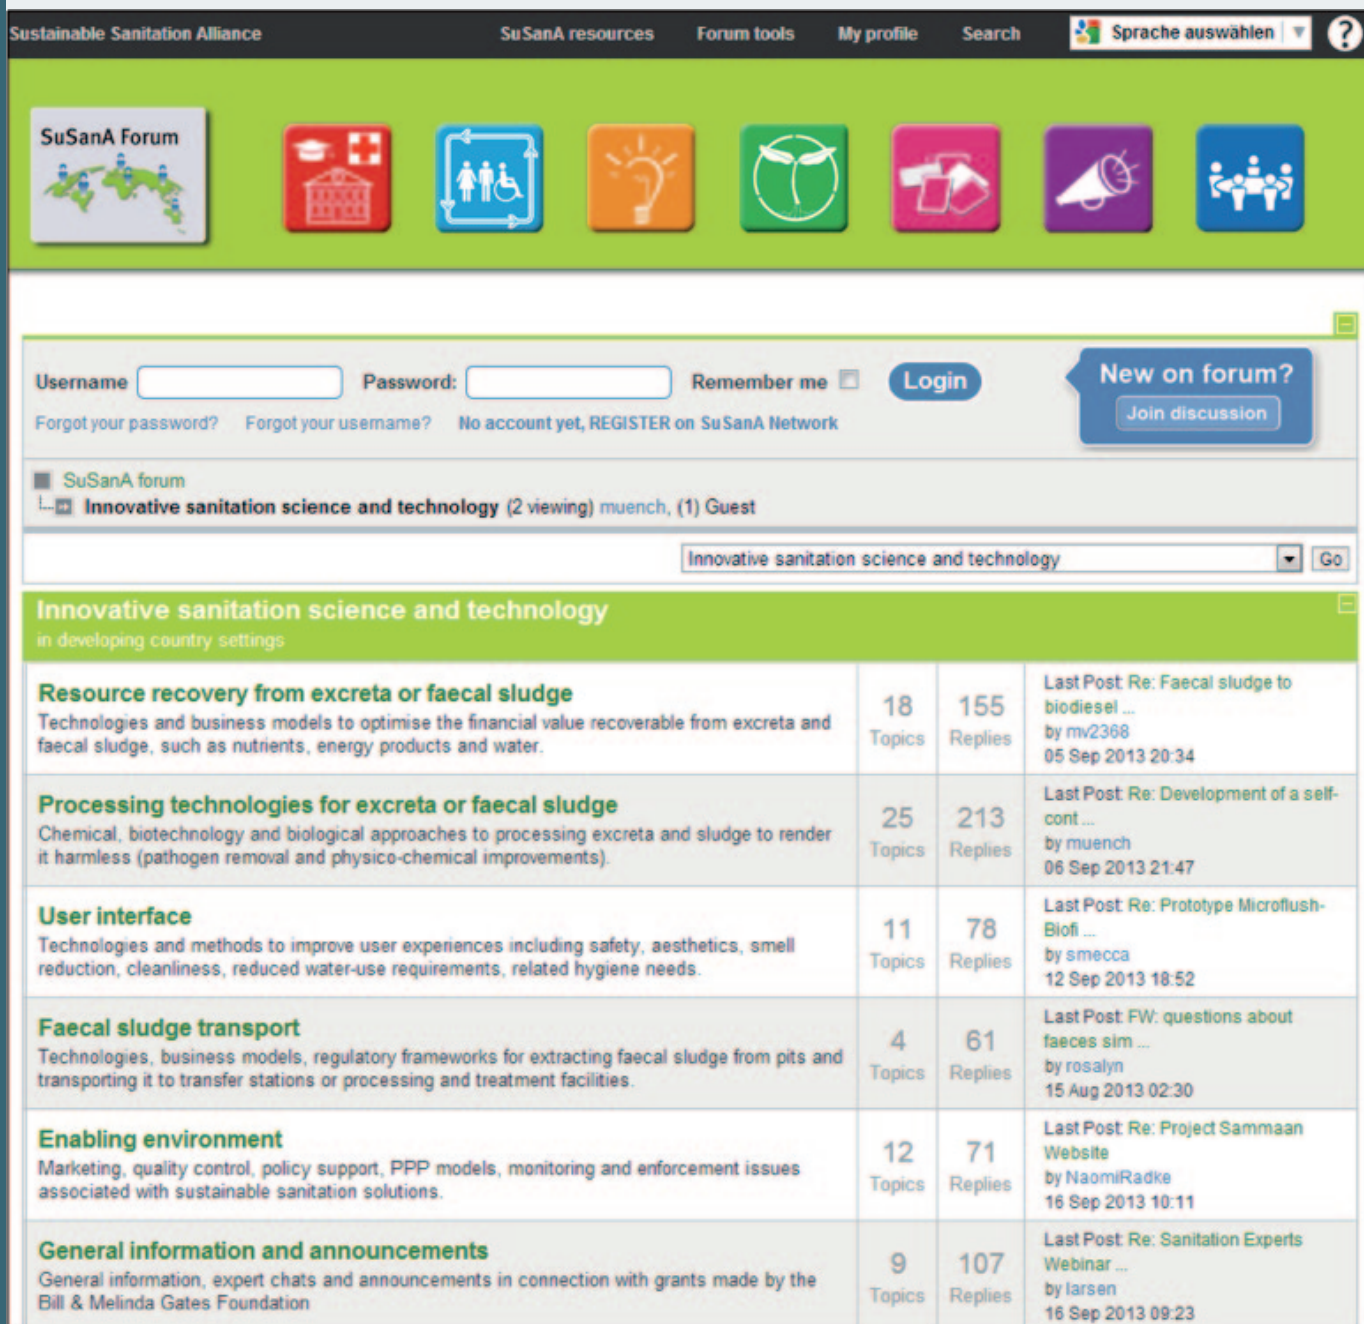 Sustainable Sanitation Alliance SuSanA resources Forum tools My profile Search Sprache auswählen ?
SuSanA Forum
Username Password: Remember me Login
Forgot your password? Forgot your username? No account yet, REGISTER on SuSanA Network
New on forum?
Join discussion
SuSanA forum
Innovative sanitation science and technology (2 viewing) muench, (1) Guest
Innovative sanitation science and technology Go
Innovative sanitation science and technology
in developing country settings
Resource recovery from excreta or faecal sludge
Technologies and business models to optimise the financial value recoverable from excreta and
faecal sludge, such as nutrients, energy products and water.
18 Topics
155 Replies
Last Post: Re: Faecal sludge to
biodiesel ...
by mv2368
05 Sep 2013 20:34
Processing technologies for excreta or faecal sludge
Chemical, biotechnology and biological approaches to processing excreta and sludge to render
it harmless (pathogen removal and physico-chemical improvements).
25 Topics
213 Replies
Last Post: Re: Development of a self-
cont ...
by muench
06 Sep 2013 21:47
User interface
Technologies and methods to improve user experiences including safety, aesthetics, smell
reduction, cleanliness, reduced water-use requirements, related hygiene needs.
11 Topics
78 Replies
Last Post: Re: Prototype Microflush-
Biofi ...
by smecca
12 Sep 2013 18:52
Faecal sludge transport
Technologies, business models, regulatory frameworks for extracting faecal sludge from pits and
transporting it to transfer stations or processing and treatment facilities.
4 Topics
61 Replies
Last Post: FW: questions about
faeces sim ...
by rosalyn
15 Aug 2013 02:30
Enabling environment
Marketing, quality control, policy support, PPP models, monitoring and enforcement issues
associated with sustainable sanitation solutions.
12 Topics
71 Replies
Last Post: Re: Project Sammaan
Website
by NaomiRadke
16 Sep 2013 10:11
General information and announcements
General information, expert chats and announcements in connection with grants made by the
Bill & Melinda Gates Foundation
9 Topics
107 Replies
Last Post: Re: Sanitation Experts
Webinar ...
by larsen
16 Sep 2013 09:23